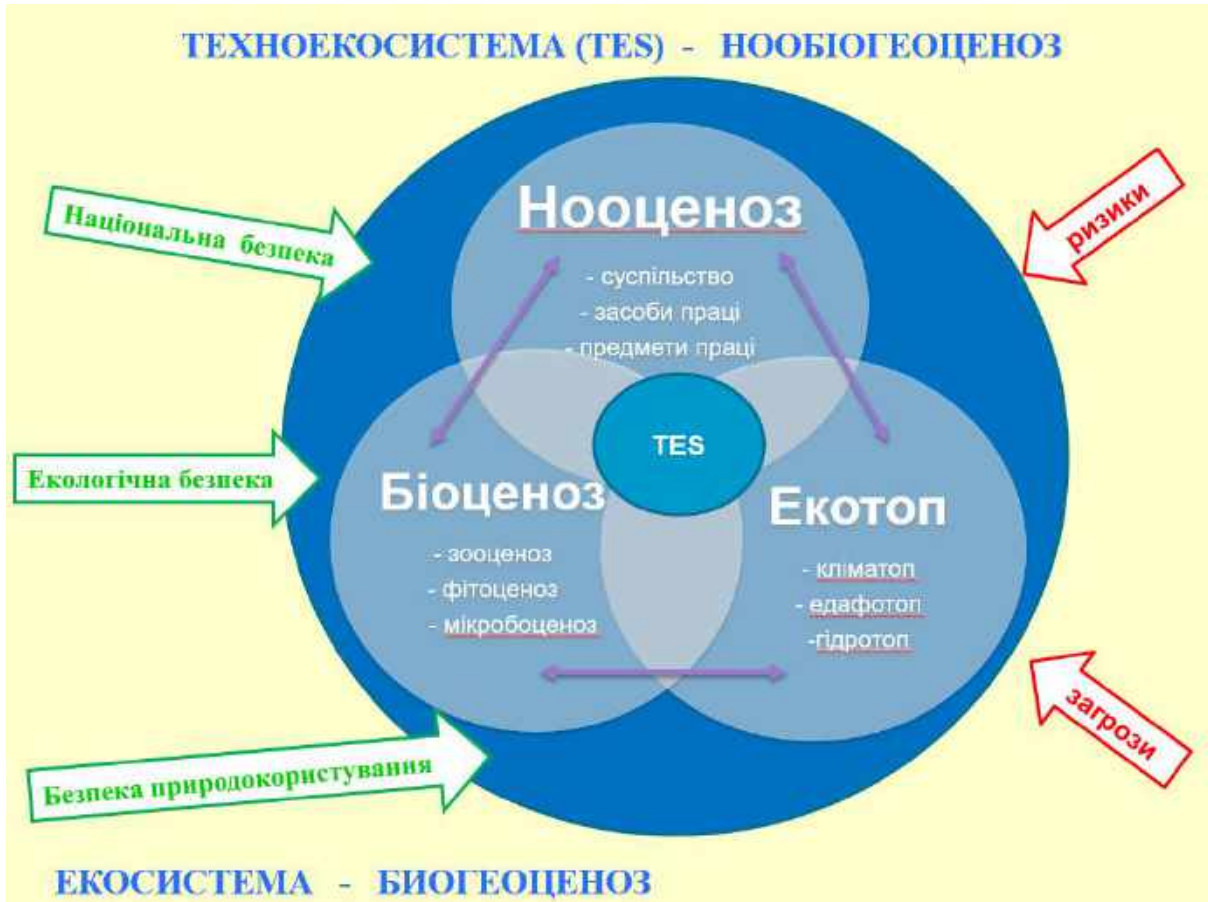 ТЕХНОЕКОСИСТЕМА (TES) - НООБІОГЕОЦЕНОЗ
Національна безпека
ризики
Нооценоз
- суспільство
- засоби праці
- предмети праці
TES
Екологічна безпека
Біоценоз
- зооценоз
- фітоценоз
- мікробоценоз
Екотоп
- кліматоп
- едафотоп
-гідротоп
загрози
Безпека природокористування
ЕКОСИСТЕМА - БИОГЕОЦЕНОЗ